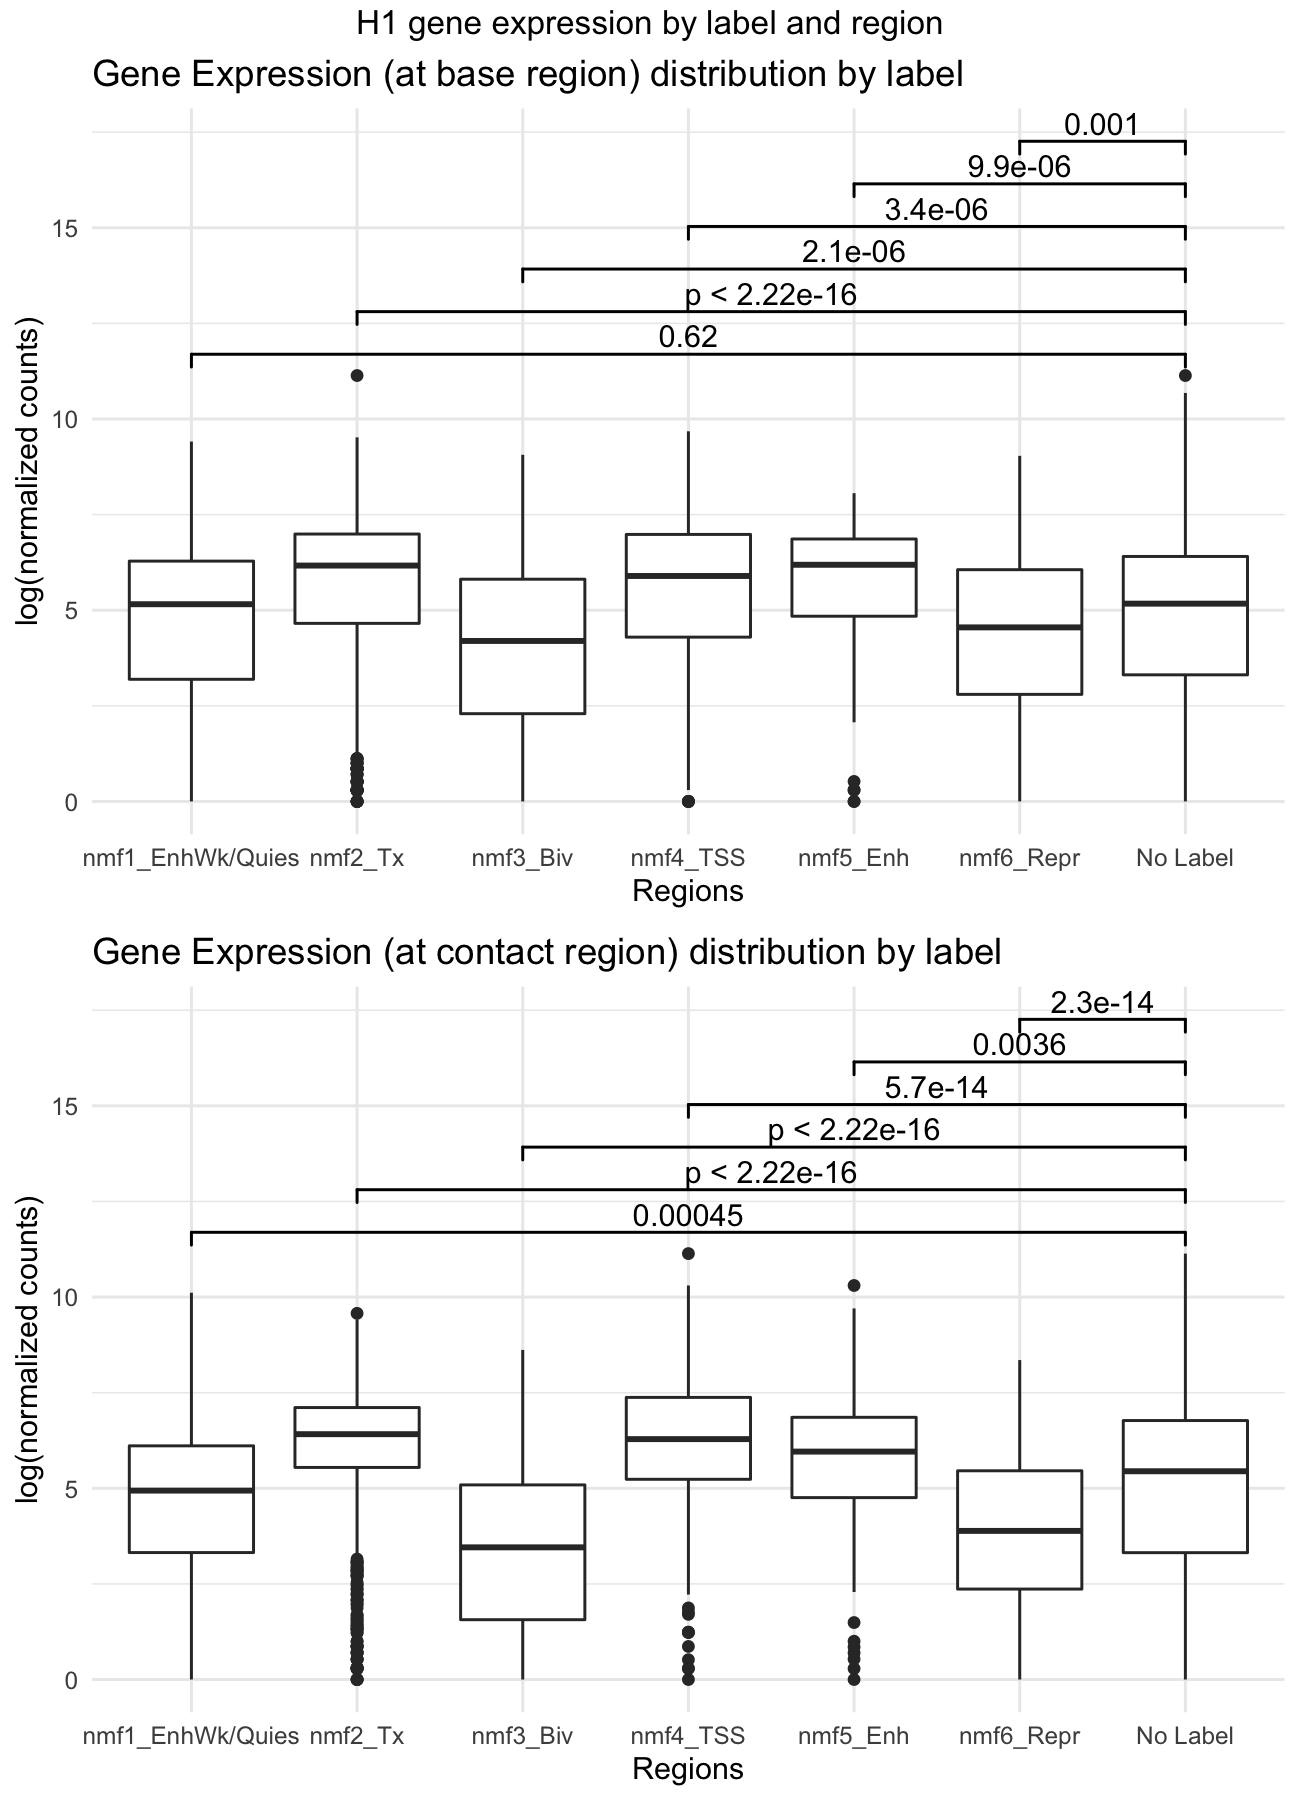 H1 gene expression by label and region
Gene Expression (at base region) distribution by label
0.001
9.9e-06
3.4e-06
2.1e-06
p < 2.22e-16
0.62
15
10
5
0
log(normalized counts)
nmf1_EnhWk/Quies nmf2_Tx nmf3_Biv nmf4_TSS nmf5_Enh nmf6_Repr No Label
Regions
Gene Expression (at contact region) distribution by label
2.3e-14
0.0036
5.7e-14
p < 2.22e-16
p < 2.22e-16
0.00045
15
10
5
0
log(normalized counts)
nmf1_EnhWk/Quies nmf2_Tx nmf3_Biv nmf4_TSS nmf5_Enh nmf6_Repr No Label
Regions